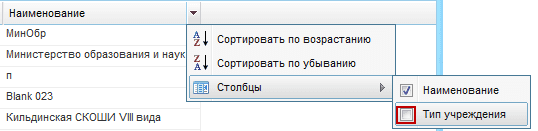 Наименование
МинОбр
Министерство образования и наук
п
Blank 023
Кильдинская СКОШИ VIII вида
Сортировать по возрастанию
Сортировать по убыванию
Столбцы
Наименование
Тип учреждения